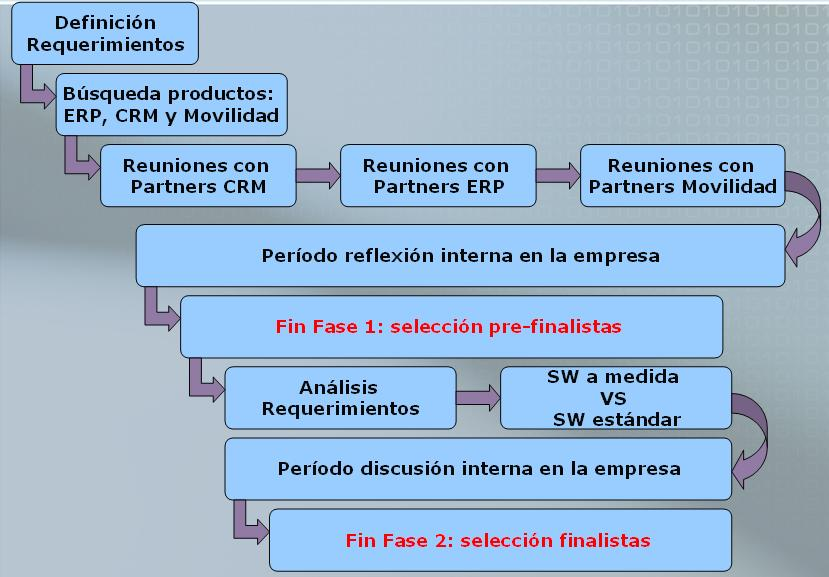 Definición
Requerimientos
Búsqueda productos:
ERP, CRM y Movilidad
Reuniones con
Partners CRM
Reuniones con
Partners ERP
Reuniones con
Partners Movilidad
Período reflexión interna en la empresa
Fin Fase 1: selección pre-finalistas
Análisis
Requerimientos
SW a medida
VS
SW estándar
Período discusión interna en la empresa
Fin Fase 2: selección finalistas